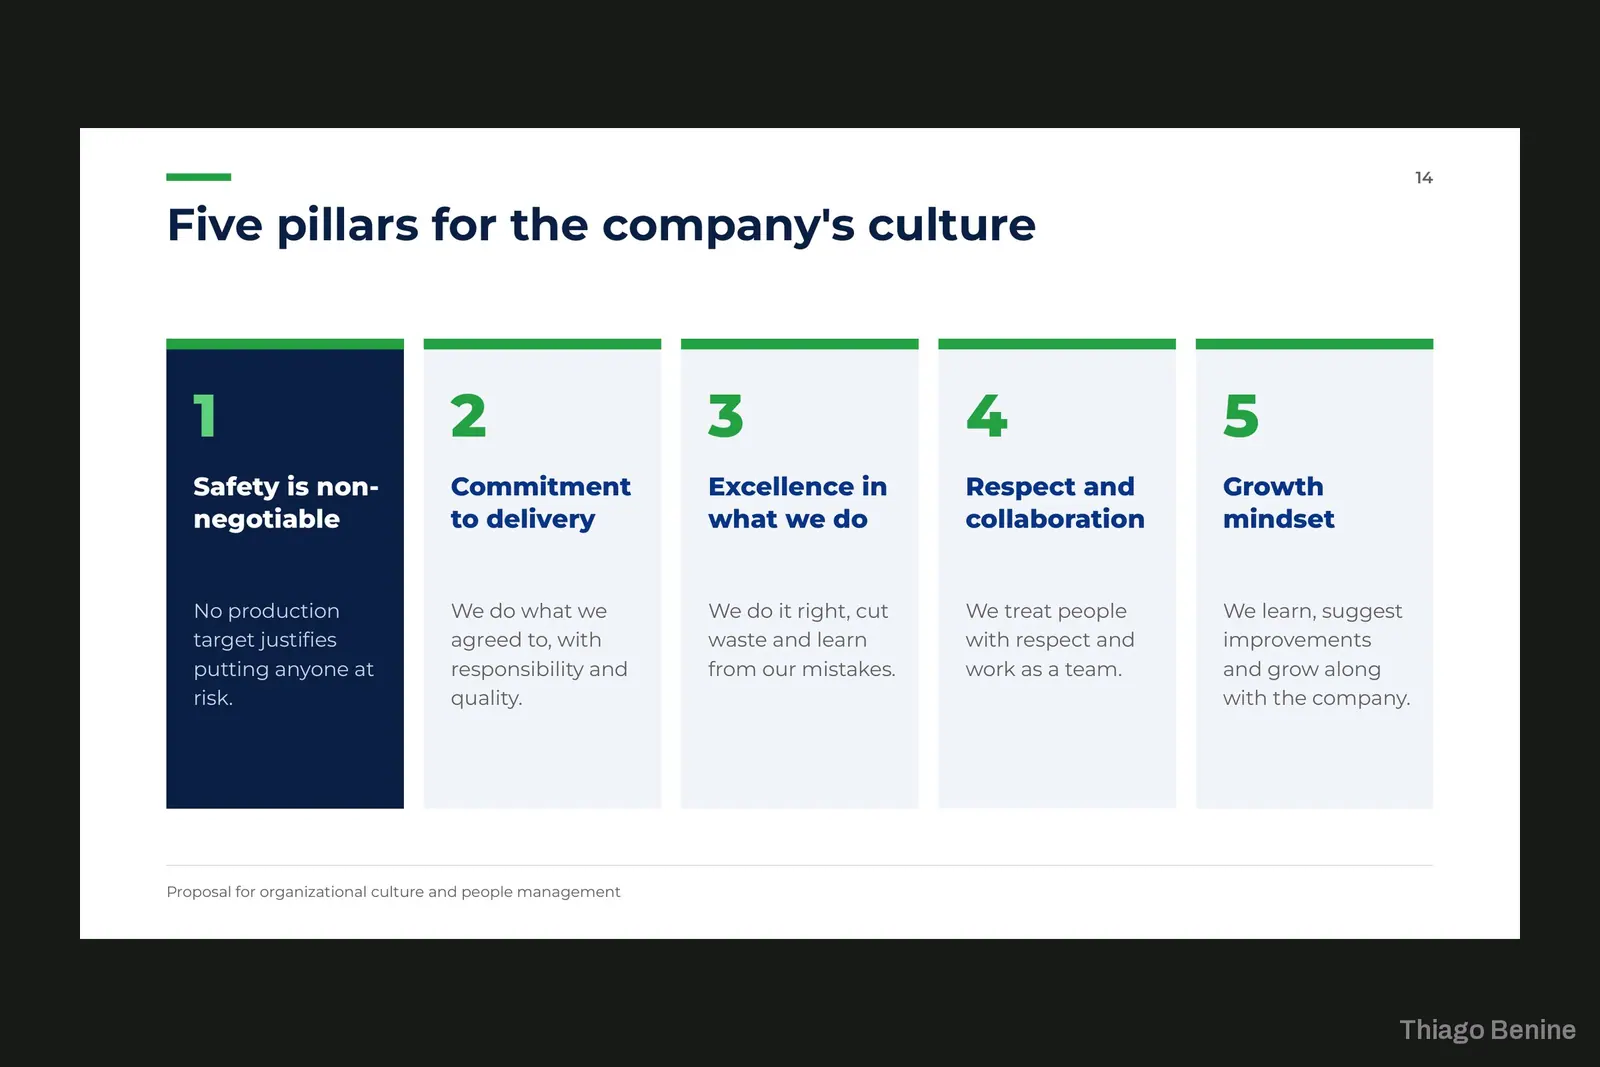 14
Five pillars for the company's culture
1
Safety is non-
negotiable
No production
target justifies
putting anyone at
risk.
2
Commitment
to delivery
We do what we
agreed to, with
responsibility and
quality.
3
Excellence in
what we do
We do it right, cut
waste and learn
from our mistakes.
4
Respect and
collaboration
We treat people
with respect and
work as a team.
5
Growth
mindset
We learn, suggest
improvements
and grow along
with the company.
Proposal for organizational culture and people management
Thiago Benine